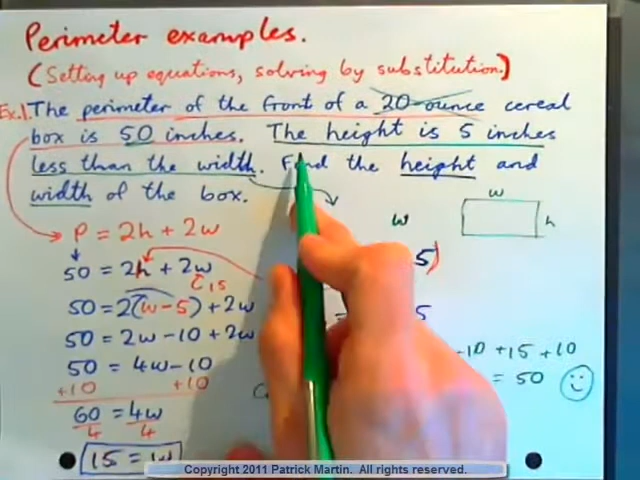 Perimeter examples.
(Setting up equations, solving by substitution.)
Ex.1 The perimeter of the front of a 20-ounce cereal
box is 50 inches. The height is 5 inches
less than the width. Find the height and
width of the box.
w
P = 2h + 2w
w
h
50 = 2h + 2w
5)
50 = 2(w-5) + 2w
5
50 = 2w - 10 + 2w
+10 +15 +10
50 = 4w - 10
= 50
+10 +10
60 = 4w
4 4
15 = w
Copyright 2011 Patrick Martin. All rights reserved.